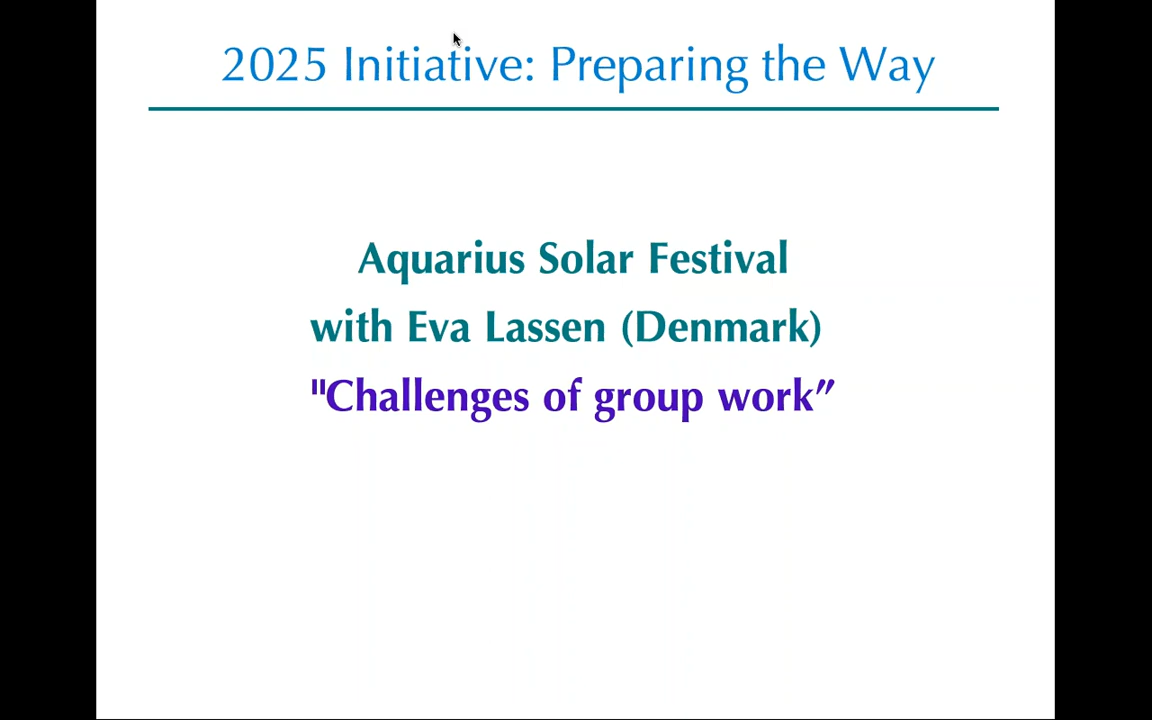 2025 Initiative: Preparing the Way
Aquarius Solar Festival
with Eva Lassen (Denmark)
"Challenges of group work”